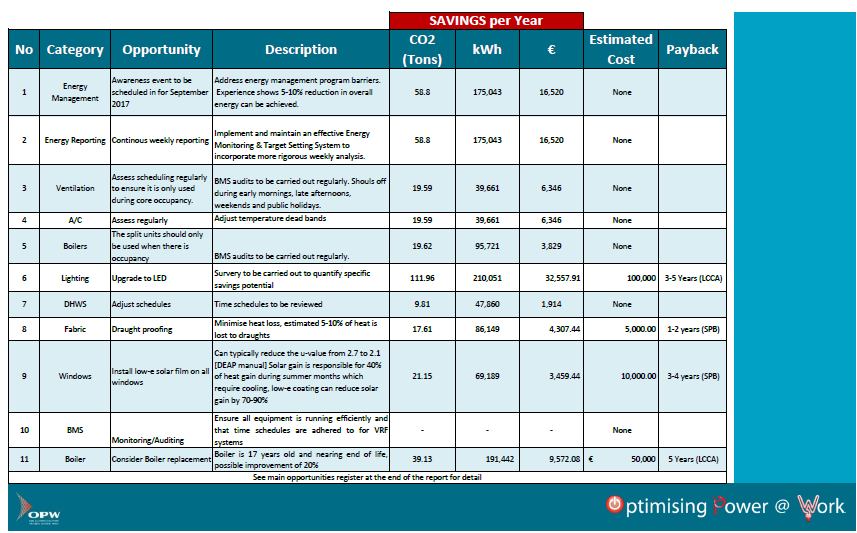 SAVINGS per Year
No Category Opportunity Description CO2 (Tons) kWh € Estimated Cost Payback
1 Energy Management Awareness event to be scheduled in for September 2017 Address energy management program barriers. Experience shows 5-10% reduction in overall energy can be achieved. 58.8 175,043 16,520 None
2 Energy Reporting Continous weekly reporting Implement and maintain an effective Energy Monitoring & Target Setting System to incorporate more rigorous weekly analysis. 58.8 175,043 16,520 None
3 Ventilation Assess scheduling regularly to ensure it is only used during core occupancy. BMS audits to be carried out regularly. Shouls off during early mornings, late afternoons, weekends and public holidays. 19.59 39,661 6,346 None
4 A/C Assess regularly Adjust temperature dead bands 19.59 39,661 6,346 None
5 Boilers The split units should only be used when there is occupancy BMS audits to be carried out regularly. 19.62 95,721 3,829 None
6 Lighting Upgrade to LED Survery to be carried out to quantify specific savings potential 111.96 210,051 32,557.91 100,000 3-5 Years (LCCA)
7 DHWS Adjust schedules Time schedules to be reviewed 9.81 47,860 1,914 None
8 Fabric Draught proofing Minimise heat loss, estimated 5-10% of heat is lost to draughts 17.61 86,149 4,307.44 5,000.00 1-2 years (SPB)
9 Windows Install low-e solar film on all windows Can typically reduce the u-value from 2.7 to 2.1 [DEAP manual] Solar gain is responsible for 40% of heat gain during summer months which require cooling, low-e coating can reduce solar gain by 70-90% 21.15 69,189 3,459.44 10,000.00 3-4 years (SPB)
10 BMS Monitoring/Auditing Ensure all equipment is running efficiently and that time schedules are adhered to for VRF systems - - - None
11 Boiler Consider Boiler replacement Boiler is 17 years old and nearing end of life, possible improvement of 20% 39.13 191,442 9,572.08 € 50,000 5 Years (LCCA)
See main opportunities register at the end of the report for detail
OPW
Optimising Power @ Work